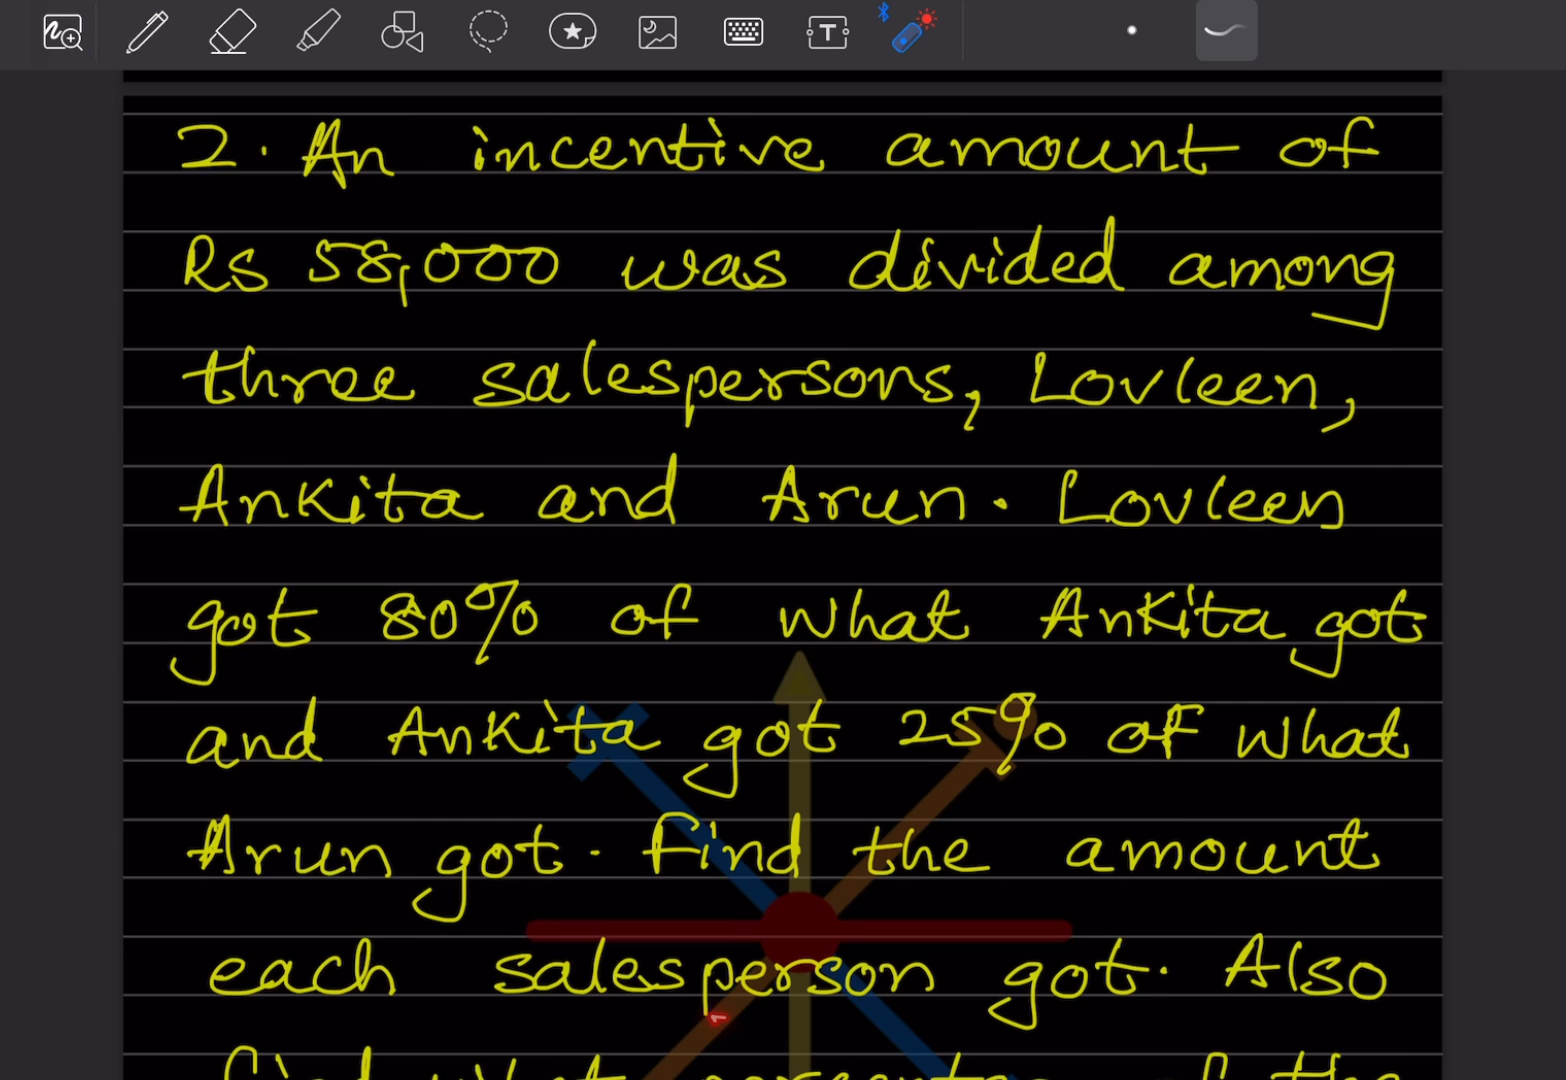 2. An incentive amount of
Rs 58,000 was divided among
three salespersons, Lovleen,
Ankita and Arun. Lovleen
got 80% of what Ankita got
and Ankita got 25% of what
Arun got. Find the amount
each salesperson got. Also
find what